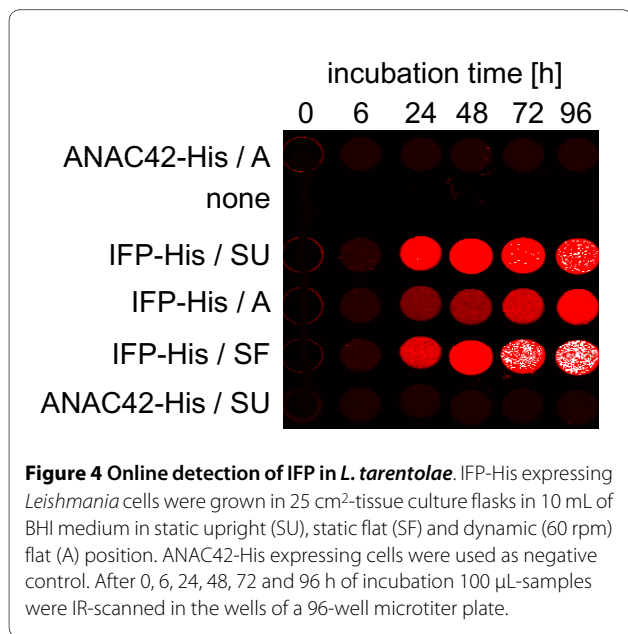 incubation time [h]
0 6 24 48 72 96
ANAC42-His / A
none
IFP-His / SU
IFP-His / A
IFP-His / SF
ANAC42-His / SU
Figure 4 Online detection of IFP in L. tarentolae. IFP-His expressing
Leishmania cells were grown in 25 cm²-tissue culture flasks in 10 mL of
BHI medium in static upright (SU), static flat (SF) and dynamic (60 rpm)
flat (A) position. ANAC42-His expressing cells were used as negative
control. After 0, 6, 24, 48, 72 and 96 h of incubation 100 μL-samples
were IR-scanned in the wells of a 96-well microtiter plate.